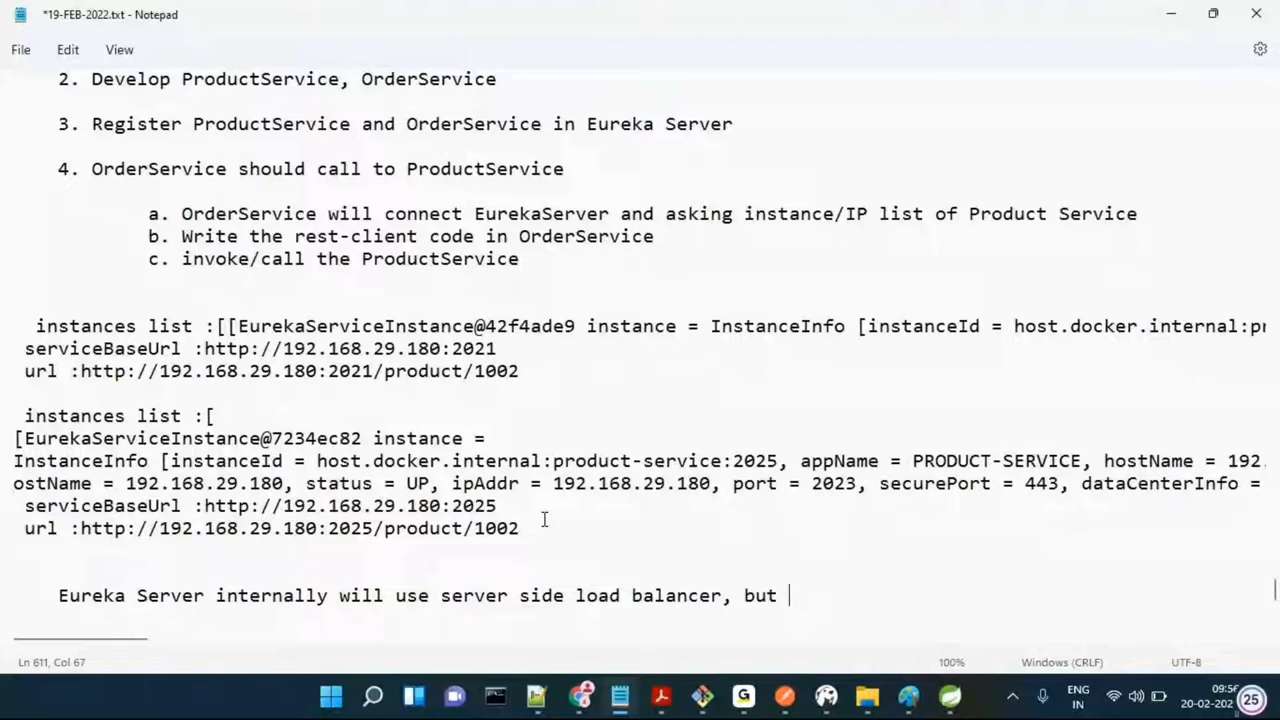 *19-FEB-2022.txt - Notepad
File Edit View
2. Develop ProductService, OrderService
3. Register ProductService and OrderService in Eureka Server
4. OrderService should call to ProductService
a. OrderService will connect EurekaServer and asking instance/IP list of Product Service
b. Write the rest-client code in OrderService
c. invoke/call the ProductService
instances list :[[EurekaServiceInstance@42f4ade9 instance = InstanceInfo [instanceId = host.docker.internal:pr
serviceBaseUrl :http://192.168.29.180:2021
url :http://192.168.29.180:2021/product/1002
instances list :[
[EurekaServiceInstance@7234ec82 instance =
InstanceInfo [instanceId = host.docker.internal:product-service:2025, appName = PRODUCT-SERVICE, hostName = 192.
ostName = 192.168.29.180, status = UP, ipAddr = 192.168.29.180, port = 2023, securePort = 443, dataCenterInfo =
serviceBaseUrl :http://192.168.29.180:2025
url :http://192.168.29.180:2025/product/1002
Eureka Server internally will use server side load balancer, but
Ln 611, Col 67 100% Windows (CRLF) UTF-8
ENG 09:56
IN 20-02-202 25